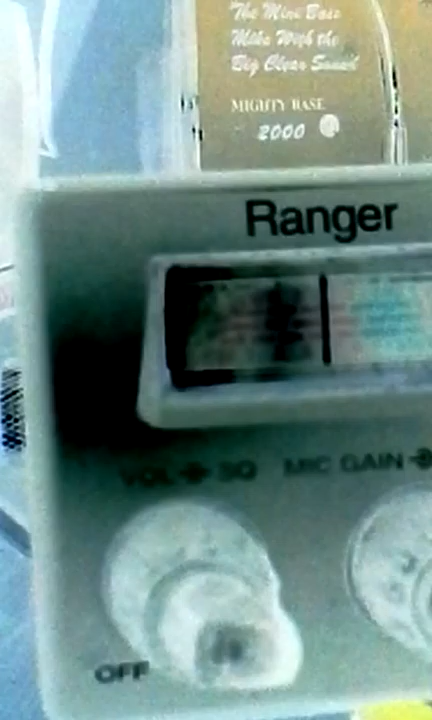 "The Mini Base
Mike With the
Big Clear Sound
MIGHTY BASE
2000
Ranger
VOL SQ MIC GAIN
OFF